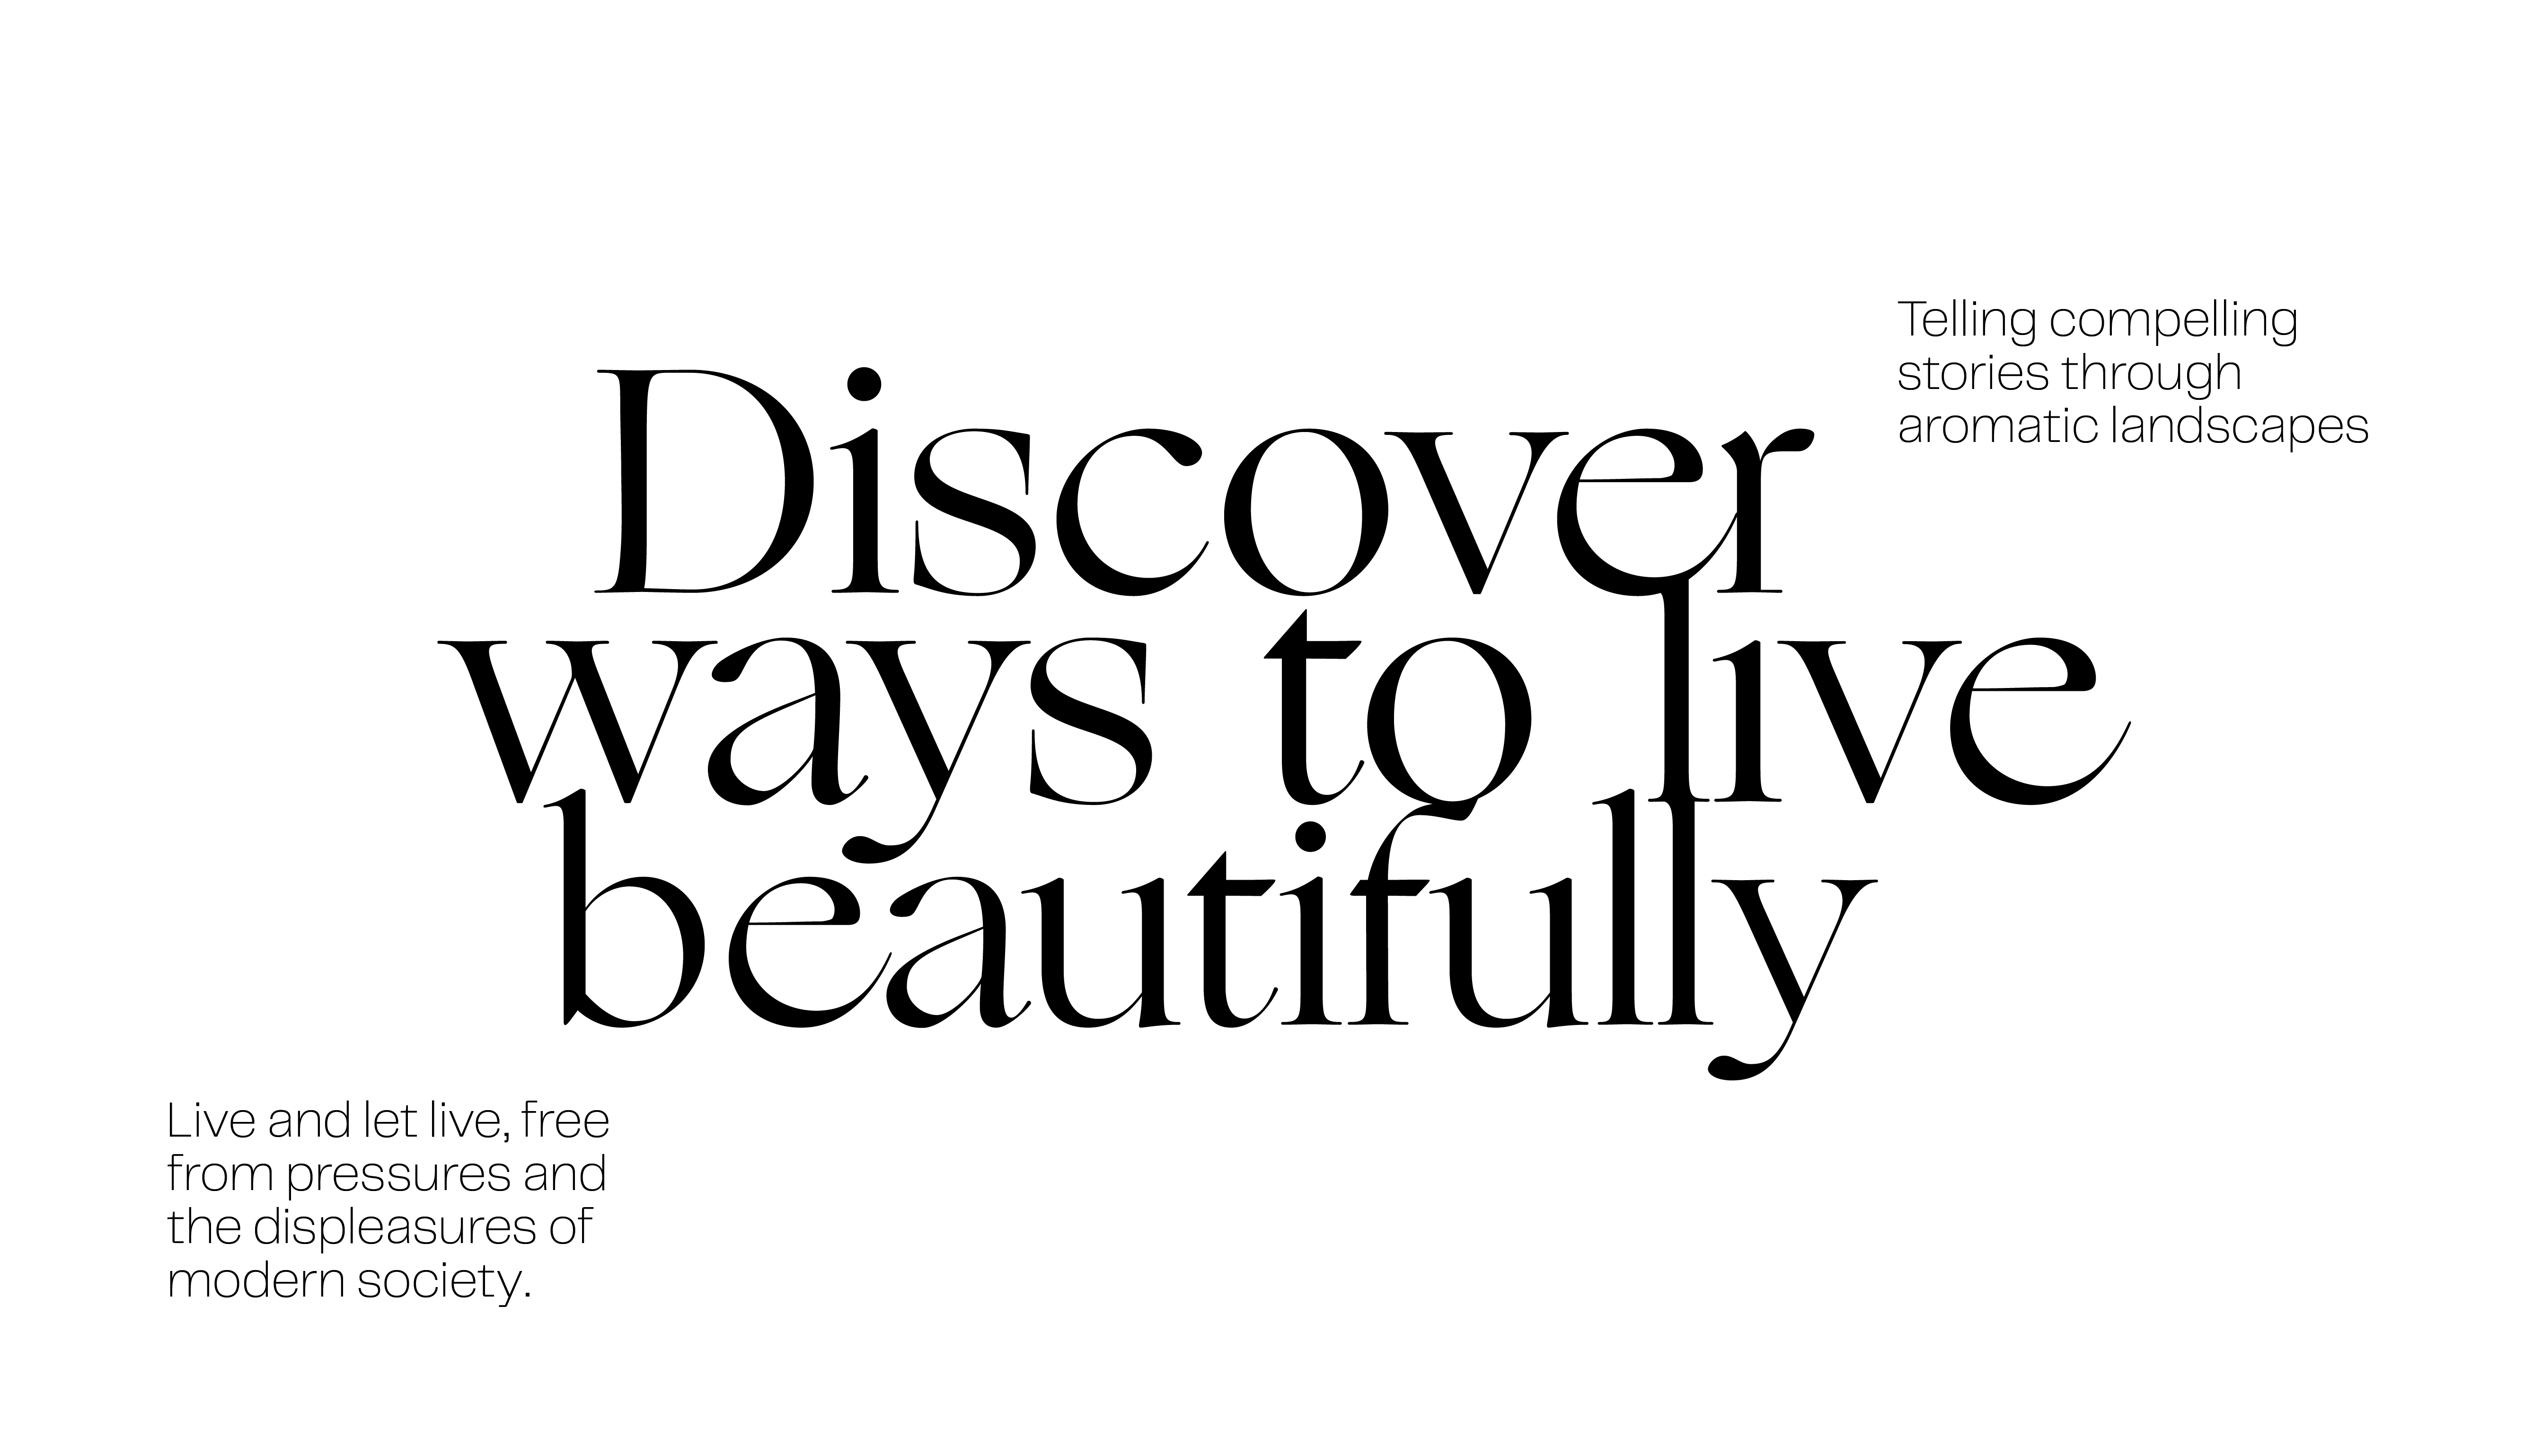 Telling compelling
stories through
aromatic landscapes
Discover
ways to live
beautifully
Live and let live, free
from pressures and
the displeasures of
modern society.